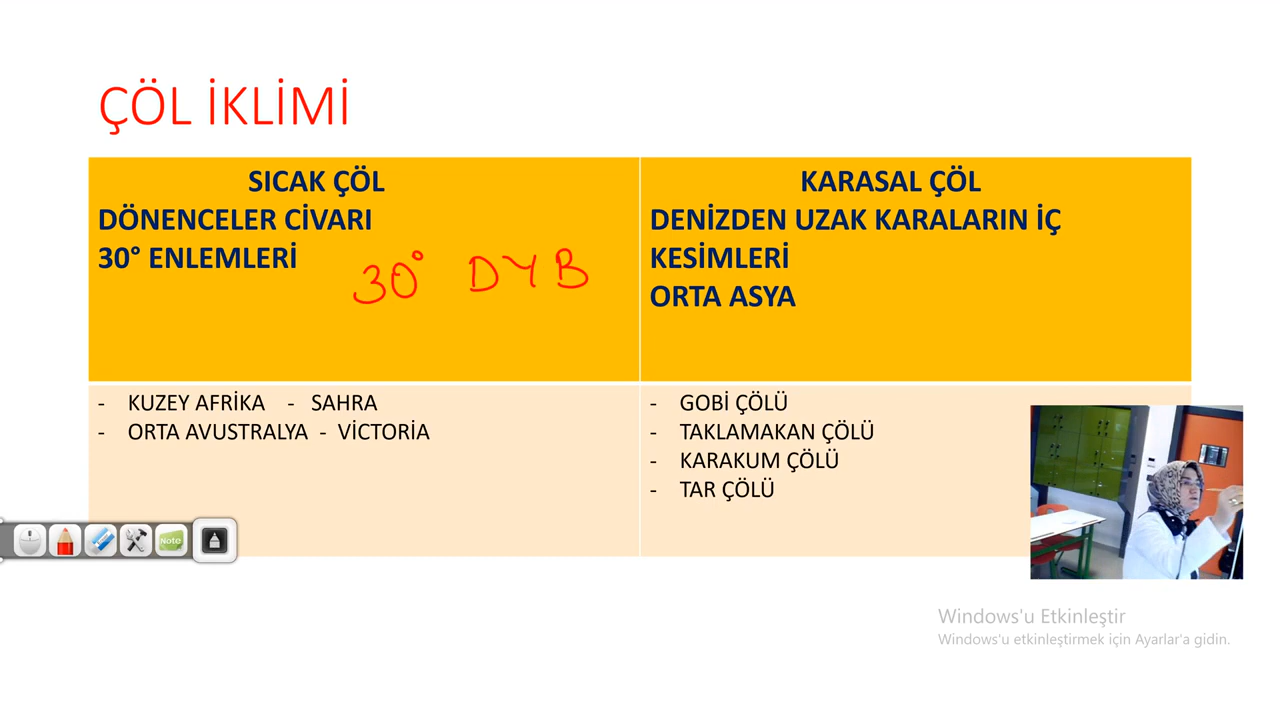 ÇÖL İKLİMİ
SICAK ÇÖL
DÖNENCELER CİVARI
30° ENLEMLERİ
30° DYB
KARASAL ÇÖL
DENİZDEN UZAK KARALARIN İÇ
KESİMLERİ
ORTA ASYA
- KUZEY AFRİKA - SAHRA
- ORTA AVUSTRALYA - VİCTORİA
- GOBİ ÇÖLÜ
- TAKLAMAKAN ÇÖLÜ
- KARAKUM ÇÖLÜ
- TAR ÇÖLÜ
Note
Windows'u Etkinleştir
Windows'u etkinleştirmek için Ayarlar'a gidin.